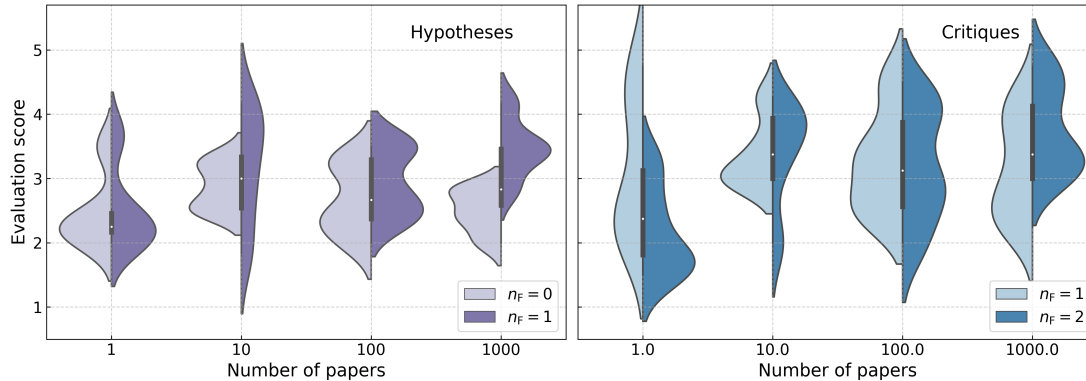 Hypotheses
Critiques
Evaluation score
5
4
3
2
1
n_F = 0
n_F = 1
n_F = 1
n_F = 2
1 10 100 1000
1.0 10.0 100.0 1000.0
Number of papers
Number of papers